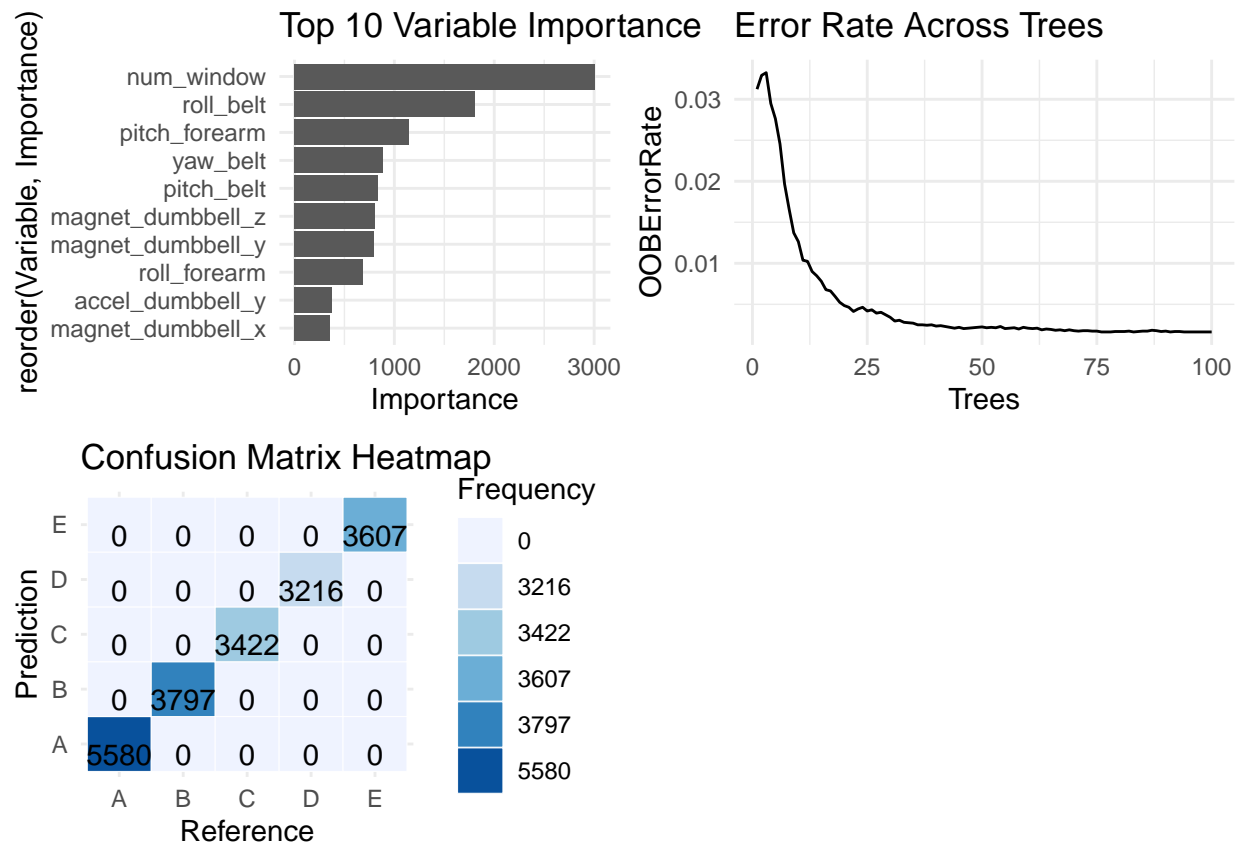 Top 10 Variable Importance
reorder(Variable, Importance)
num_window
roll_belt
pitch_forearm
yaw_belt
pitch_belt
magnet_dumbbell_z
magnet_dumbbell_y
roll_forearm
accel_dumbbell_y
magnet_dumbbell_x
0 1000 2000 3000
Importance
Error Rate Across Trees
OOBErrorRate
0.03
0.02
0.01
0 25 50 75 100
Trees
Confusion Matrix Heatmap
Prediction
E 0 0 0 0 3607
D 0 0 0 3216 0
C 0 0 3422 0 0
B 0 3797 0 0 0
A 5580 0 0 0 0
A B C D E
Reference
Frequency
0
3216
3422
3607
3797
5580